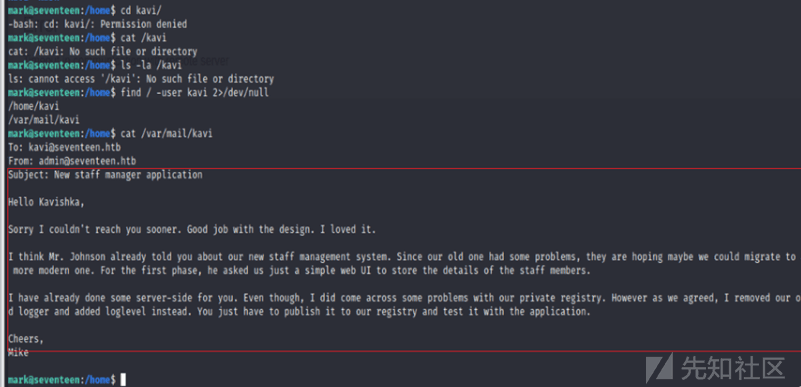 mark@seventeen:/home$ cd kavi/
-bash: cd: kavi/: Permission denied
mark@seventeen:/home$ cat /kavi
cat: /kavi: No such file or directory
mark@seventeen:/home$ ls -la /kavi
ls: cannot access '/kavi': No such file or directory
mark@seventeen:/home$ find / -user kavi 2>/dev/null
/home/kavi
/var/mail/kavi
mark@seventeen:/home$ cat /var/mail/kavi
To: kavi@seventeen.htb
From: admin@seventeen.htb
Subject: New staff manager application
Hello Kavishka,
Sorry I couldn't reach you sooner. Good job with the design. I loved it.
I think Mr. Johnson already told you about our new staff management system. Since our old one had some problems, they are hoping maybe we could migrate to
more modern one. For the first phase, he asked us just a simple web UI to store the details of the staff members.
I have already done some server-side for you. Even though, I did come across some problems with our private registry. However as we agreed, I removed our o
d logger and added loglevel instead. You just have to publish it to our registry and test it with the application.
Cheers,
Mike
mark@seventeen:/home$
先知社区